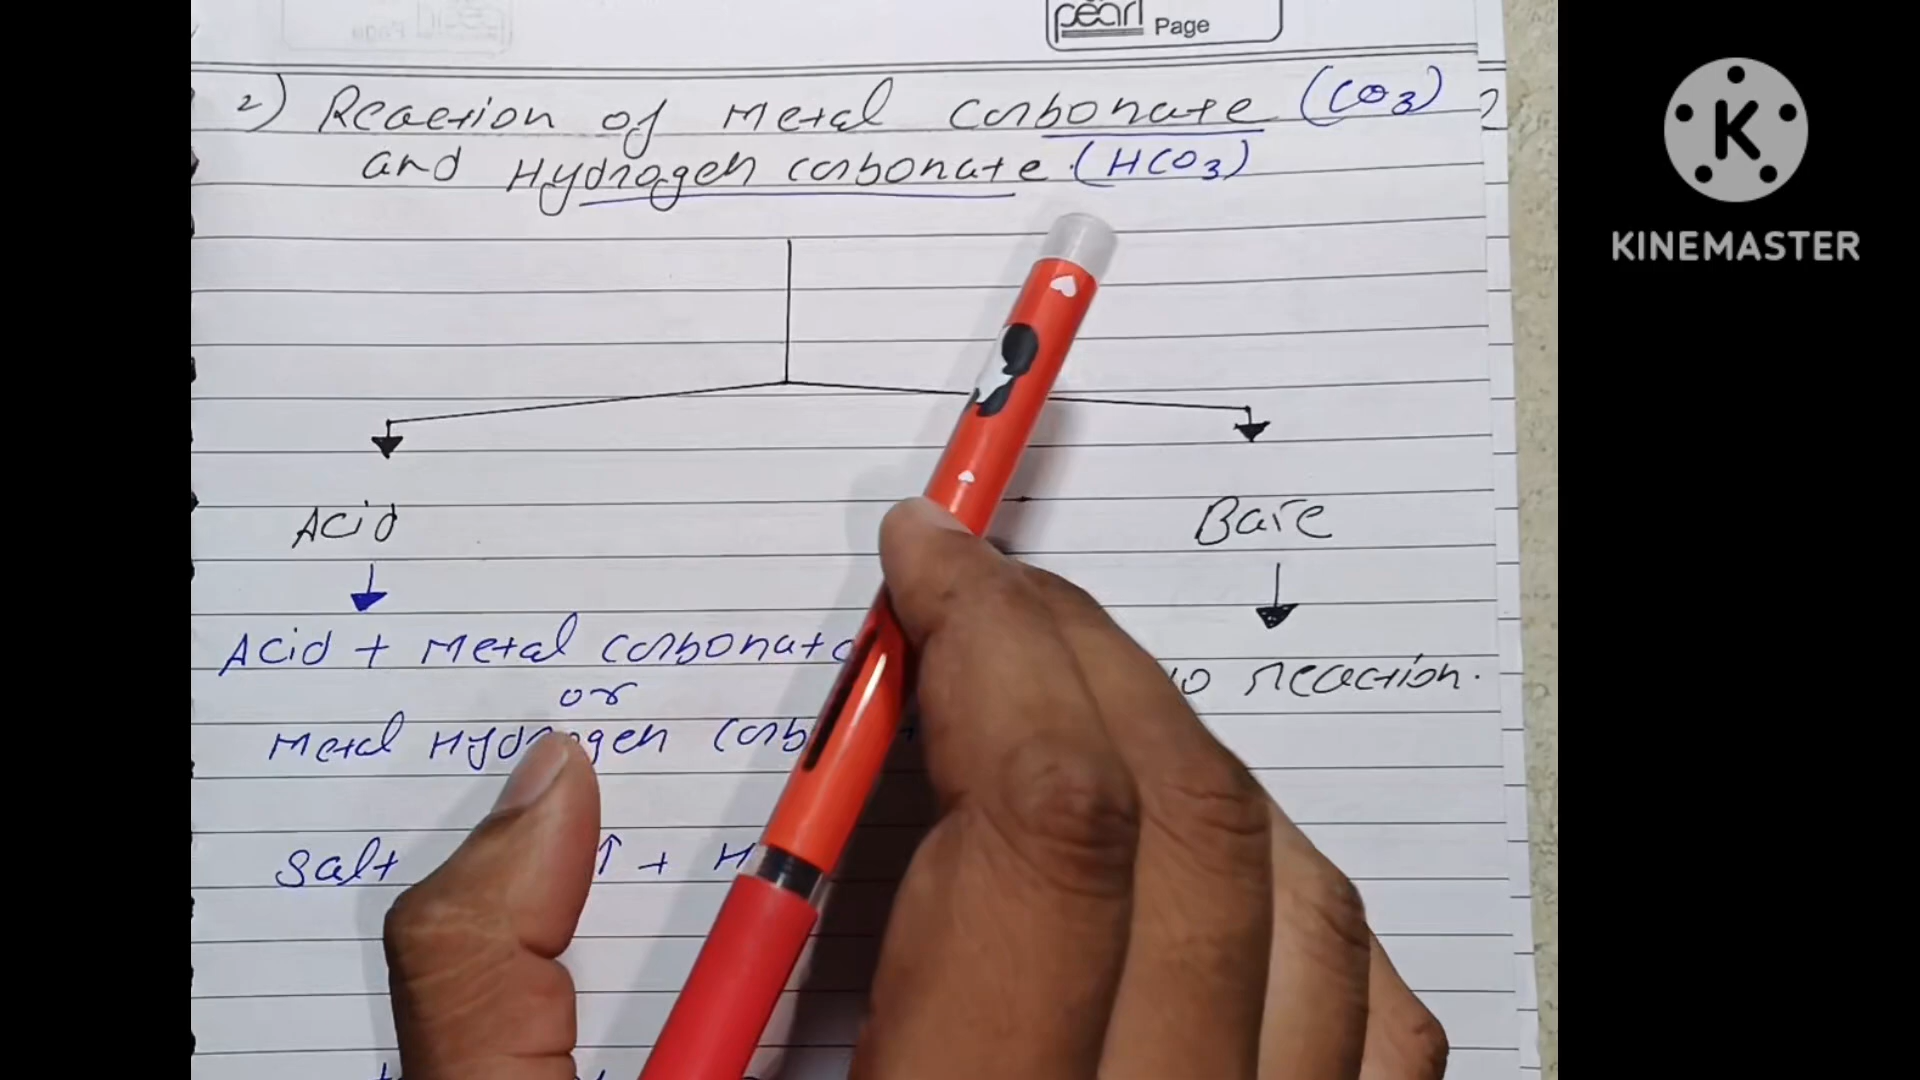 pearl Page
2) Reaction of Metal Carbonate (CO3)
and Hydrogen carbonate (HCO3)
KINEMASTER
Acid
Base
Acid + Metal carbonate
or
no reaction.
Metal Hydrogen
Salt ↑ + H